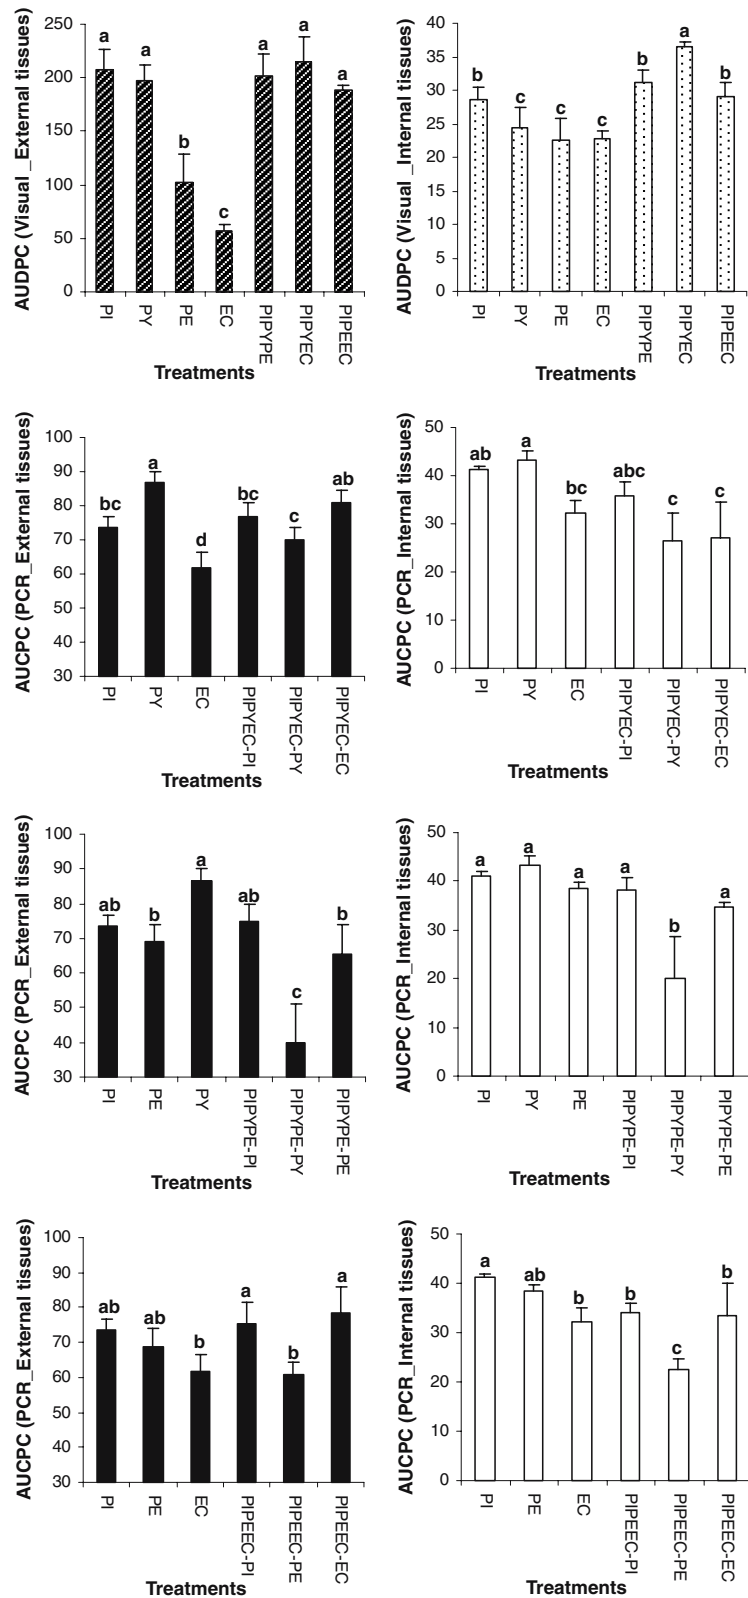 AUDPC (Visual _External tissues)
250
200
150
100
50
0
a
a
b
c
a
a
a
PI
PY
PE
EC
PIPYPE
PIPYEC
PIPEEC
Treatments
AUDPC (Visual _Internal tissues)
40
35
30
25
20
15
10
5
0
b
c
c
c
b
a
b
PI
PY
PE
EC
PIPYPE
PIPYEC
PIPEEC
Treatments
AUCPC (PCR_External tissues)
100
90
80
70
60
50
40
30
bc
a
d
bc
c
ab
PI
PY
EC
PIPYEC-PI
PIPYEC-PY
PIPYEC-EC
Treatments
AUCPC (PCR_Internal tissues)
50
40
30
20
10
0
ab
a
bc
abc
c
c
PI
PY
EC
PIPYEC-PI
PIPYEC-PY
PIPYEC-EC
Treatments
AUCPC (PCR_External tissues)
100
90
80
70
60
50
40
30
ab
b
a
ab
c
b
PI
PE
PY
PIPYPE-PI
PIPYPE-PY
PIPYPE-PE
Treatments
AUCPC (PCR_Internal tissues)
50
40
30
20
10
0
a
a
a
a
b
a
PI
PY
PE
PIPYPE-PI
PIPYPE-PY
PIPYPE-PE
Treatments
AUCPC (PCR_External tissues)
100
90
80
70
60
50
40
30
ab
ab
b
a
b
a
PI
PE
EC
PIPEEC-PI
PIPEEC-PE
PIPEEC-EC
Treatments
AUCPC (PCR_Internal tissues)
50
40
30
20
10
0
a
ab
b
b
c
b
PI
PE
EC
PIPEEC-PI
PIPEEC-PE
PIPEEC-EC
Treatments